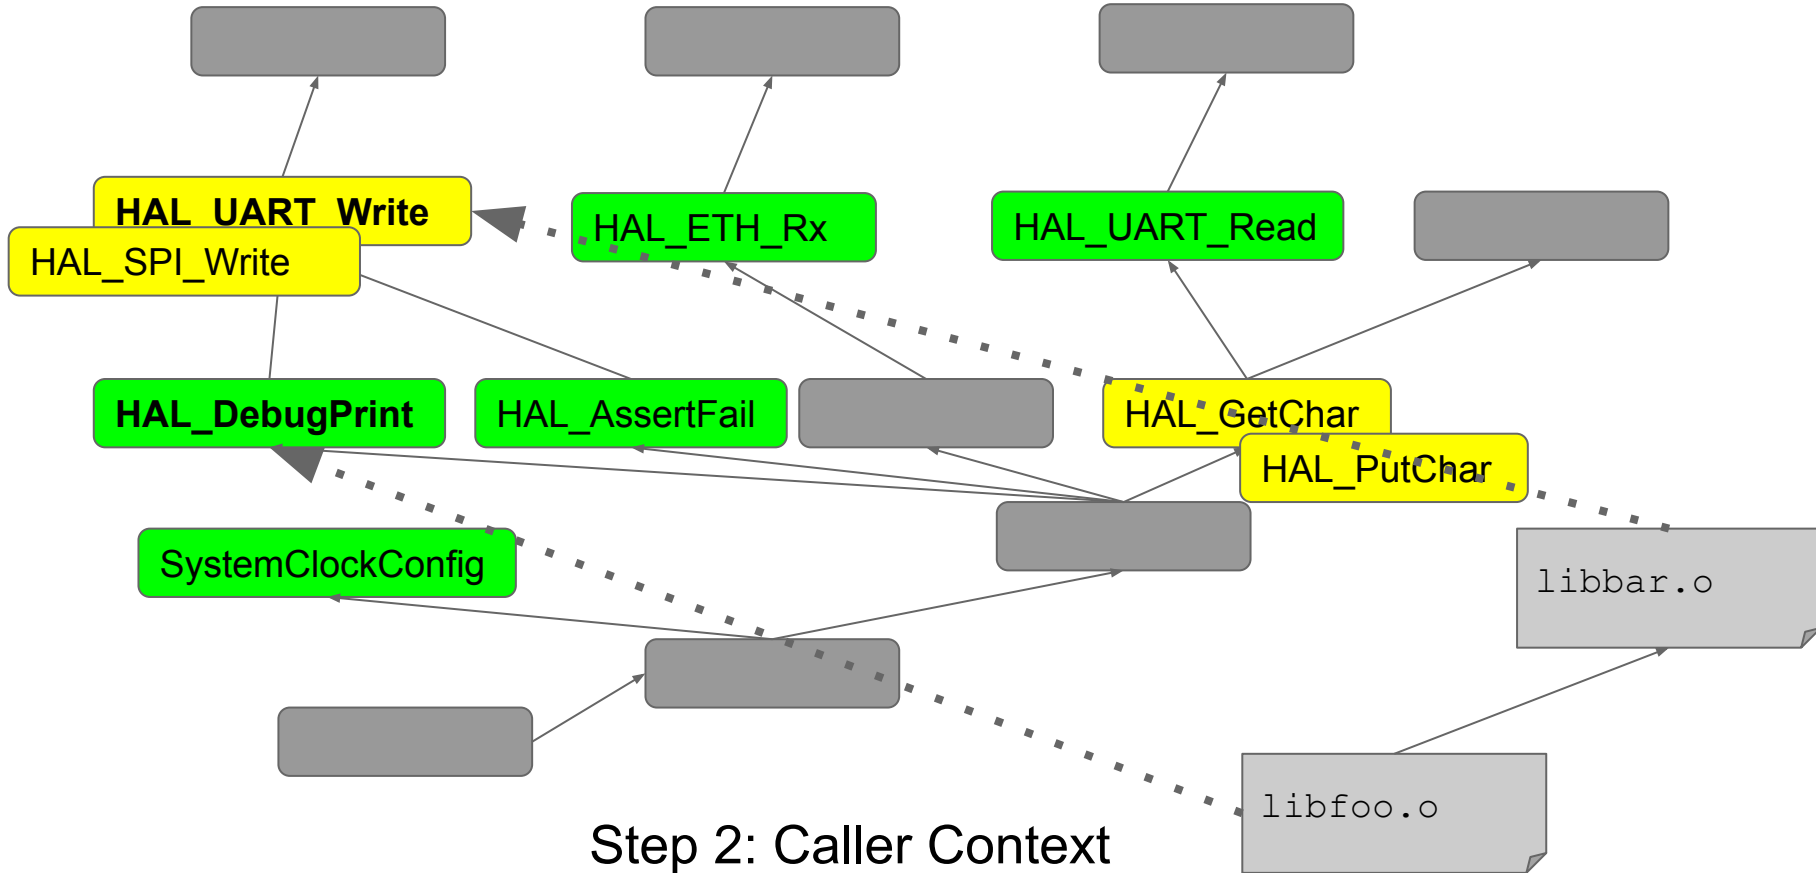 HAL_UART_Write
HAL_SPI_Write
HAL_ETH_Rx
HAL_UART_Read
HAL_DebugPrint
HAL_AssertFail
HAL_GetChar
HAL_PutChar
SystemClockConfig
libbar.o
libfoo.o
Step 2: Caller Context